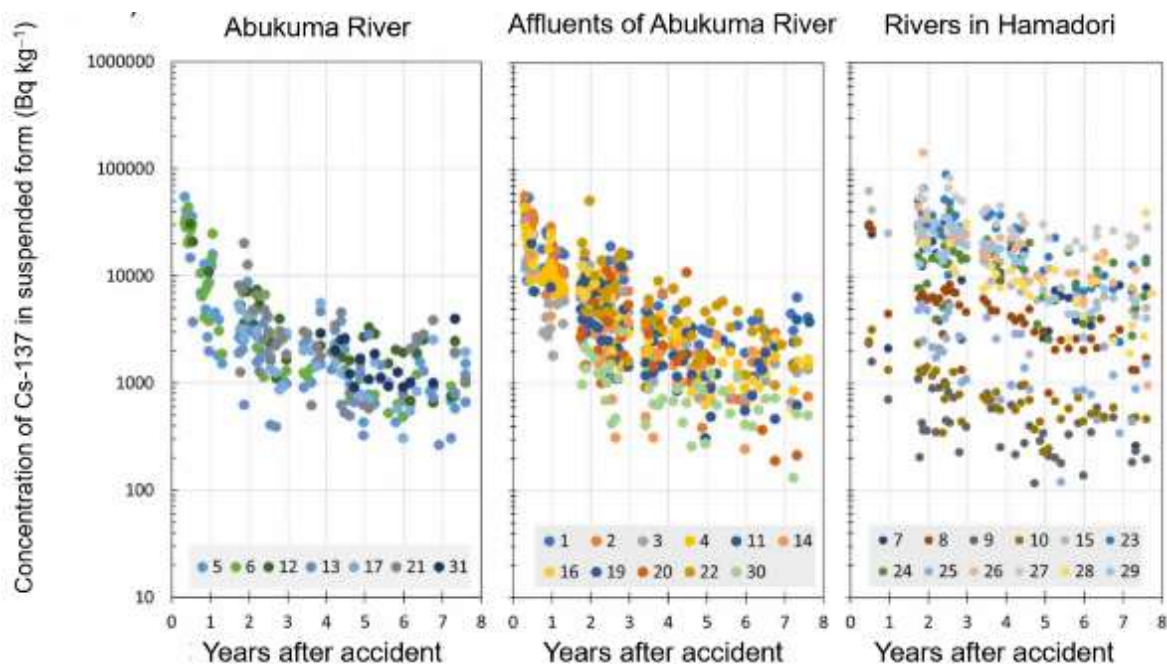 Abukuma River
Affluents of Abukuma River
Rivers in Hamadori
Concentration of Cs-137 in suspended form (Bq kg⁻¹)
1000000
100000
10000
1000
100
10
5 6 12 13 17 21 31
1 2 3 4 11 14
16 19 20 22 30
7 8 9 10 15 23
24 25 26 27 28 29
0 1 2 3 4 5 6 7 8
0 1 2 3 4 5 6 7 8
0 1 2 3 4 5 6 7 8
Years after accident
Years after accident
Years after accident